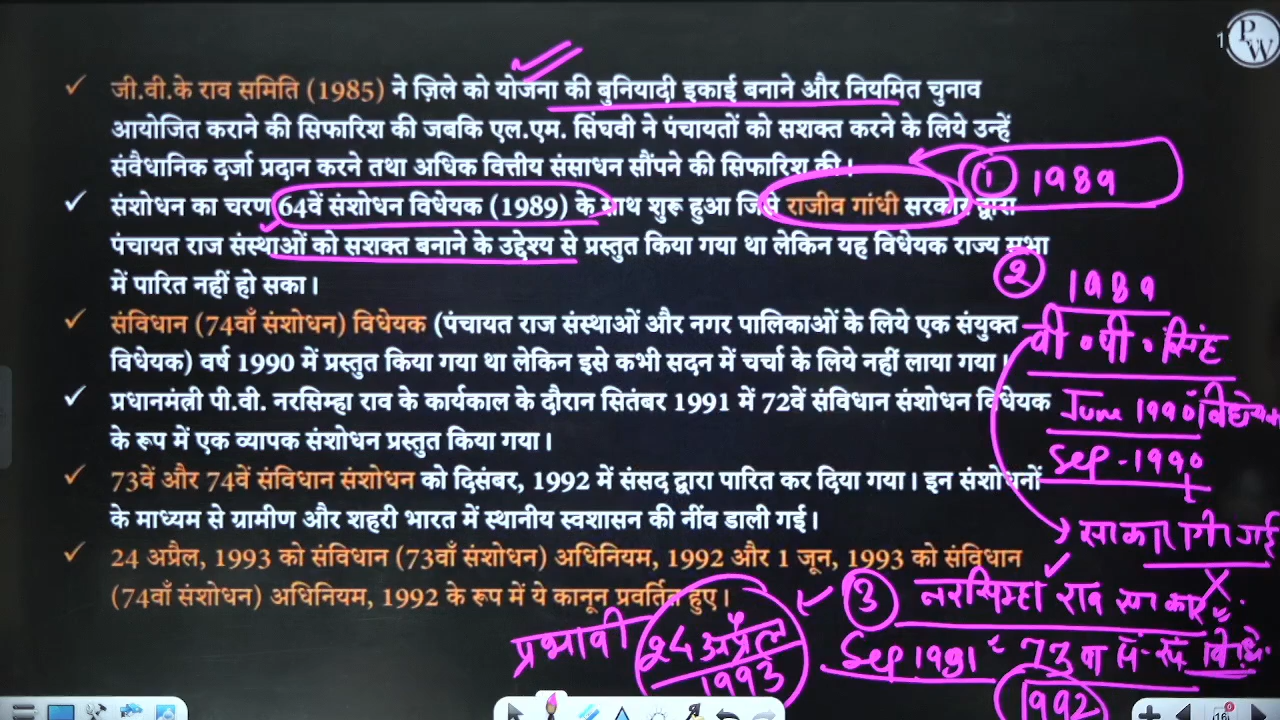 PW
1
✓ जी.वी.के राव समिति (1985) ने ज़िले को योजना की बुनियादी इकाई बनाने और नियमित चुनाव
आयोजित कराने की सिफारिश की जबकि एल.एम. सिंघवी ने पंचायतों को सशक्त करने के लिये उन्हें
संवैधानिक दर्जा प्रदान करने तथा अधिक वित्तीय संसाधन सौंपने की सिफारिश की।
① 1989
✓ संशोधन का चरण 64वें संशोधन विधेयक (1989) के साथ शुरू हुआ जिसे राजीव गांधी सरकार द्वारा
पंचायत राज संस्थाओं को सशक्त बनाने के उद्देश्य से प्रस्तुत किया गया था लेकिन यह विधेयक राज्य सभा
में पारित नहीं हो सका।
② 1989
✓ संविधान (74वाँ संशोधन) विधेयक (पंचायत राज संस्थाओं और नगर पालिकाओं के लिये एक संयुक्त
वी.पी. सिंह
विधेयक) वर्ष 1990 में प्रस्तुत किया गया था लेकिन इसे कभी सदन में चर्चा के लिये नहीं लाया गया।
✓ प्रधानमंत्री पी.वी. नरसिम्हा राव के कार्यकाल के दौरान सितंबर 1991 में 72वें संविधान संशोधन विधेयक
June 1990 विधेयक
के रूप में एक व्यापक संशोधन प्रस्तुत किया गया।
Sep - 1990
✓ 73वें और 74वें संविधान संशोधन को दिसंबर, 1992 में संसद द्वारा पारित कर दिया गया। इन संशोधनों
के माध्यम से ग्रामीण और शहरी भारत में स्थानीय स्वशासन की नींव डाली गई।
✓ 24 अप्रैल, 1993 को संविधान (73वाँ संशोधन) अधिनियम, 1992 और 1 जून, 1993 को संविधान
(74वाँ संशोधन) अधिनियम, 1992 के रूप में ये कानून प्रवर्तित हुए।
③ नरसिम्हा राव सरकार
प्रभावी 24 अप्रैल
1993
Sep 1991 73 वां सं. सं. विधे.
1992